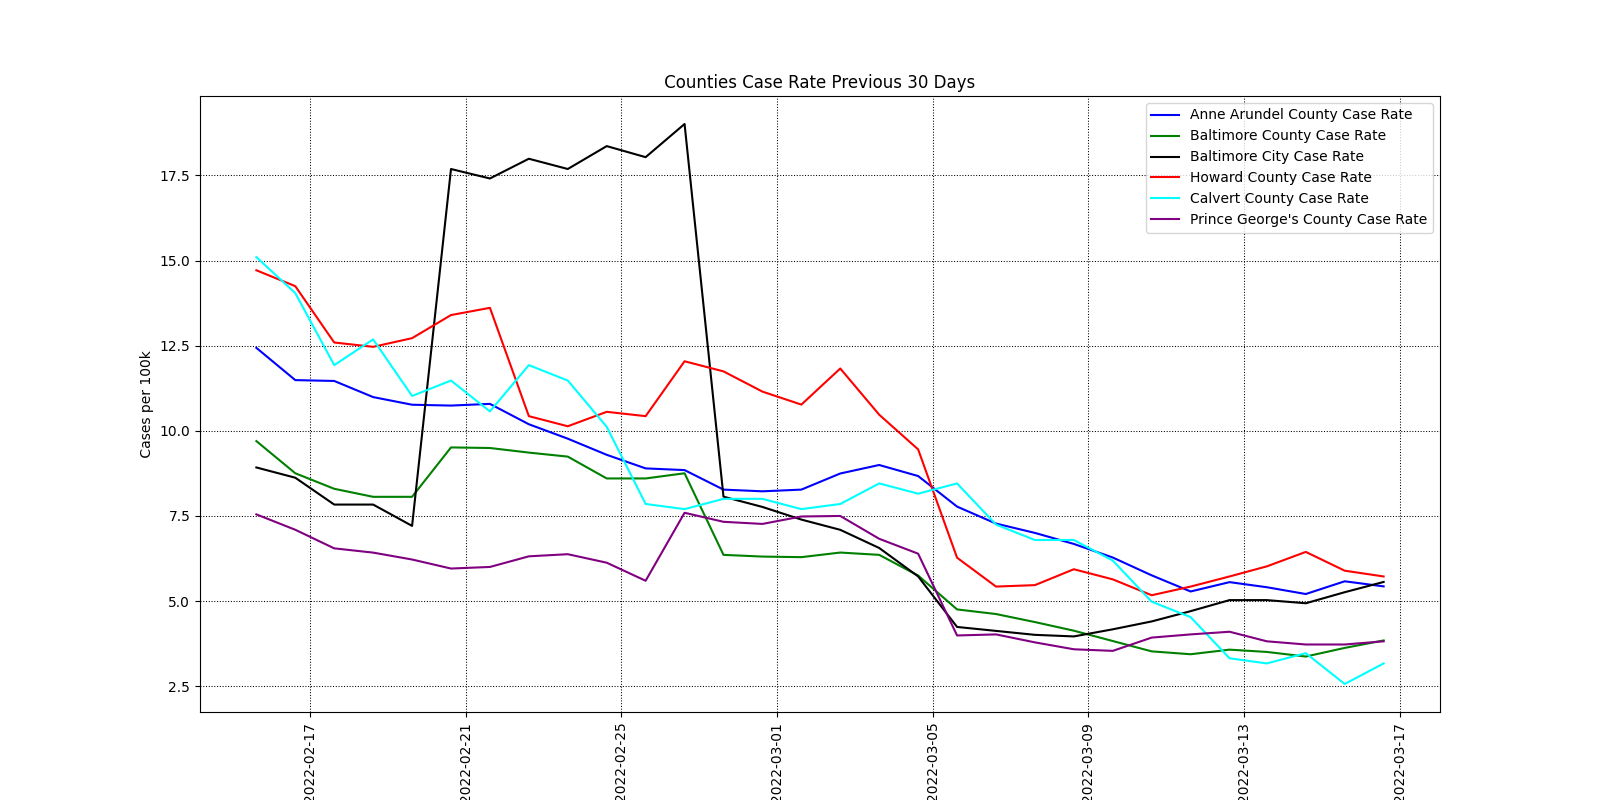 Counties Case Rate Previous 30 Days
Anne Arundel County Case Rate
Baltimore County Case Rate
Baltimore City Case Rate
Howard County Case Rate
Calvert County Case Rate
Prince George's County Case Rate
Cases per 100k
17.5
15.0
12.5
10.0
7.5
5.0
2.5
2022-02-17
2022-02-21
2022-02-25
2022-03-01
2022-03-05
2022-03-09
2022-03-13
2022-03-17